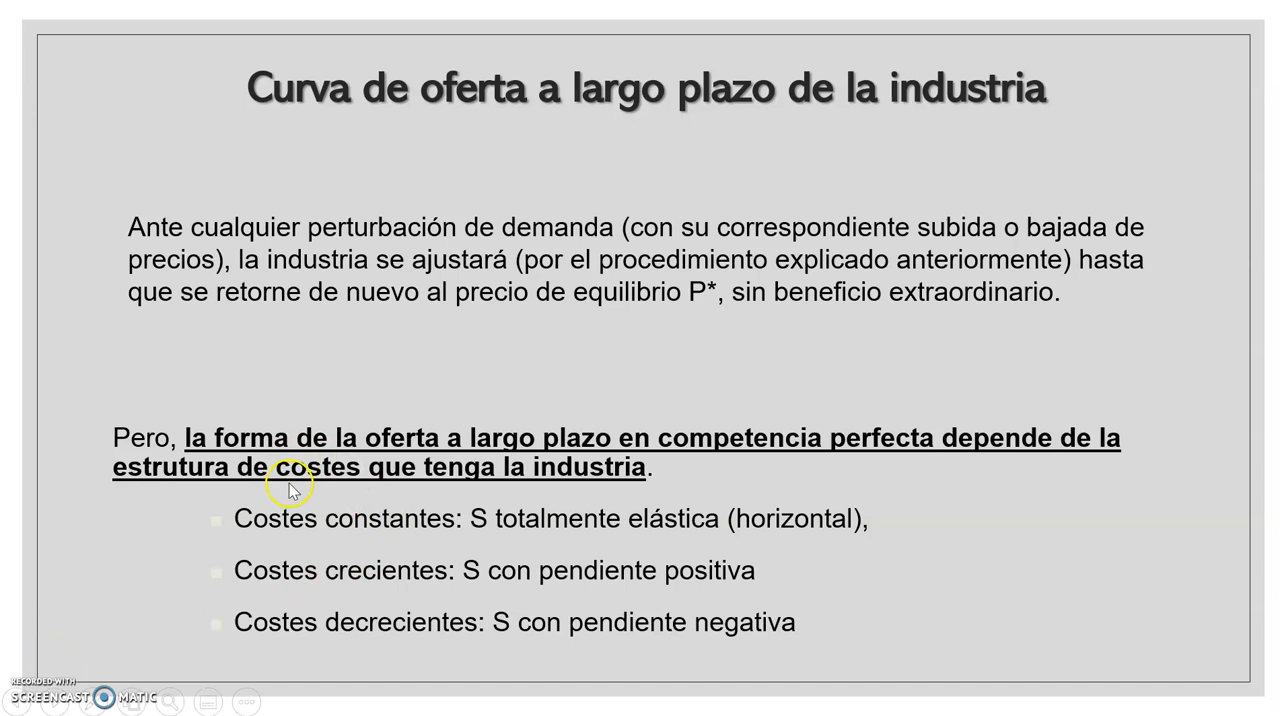 Curva de oferta a largo plazo de la industria
Ante cualquier perturbación de demanda (con su correspondiente subida o bajada de
precios), la industria se ajustará (por el procedimiento explicado anteriormente) hasta
que se retorne de nuevo al precio de equilibrio P*, sin beneficio extraordinario.
Pero, la forma de la oferta a largo plazo en competencia perfecta depende de la
estrutura de costes que tenga la industria.
Costes constantes: S totalmente elástica (horizontal),
Costes crecientes: S con pendiente positiva
Costes decrecientes: S con pendiente negativa
RECORDED WITH
SCREENCAST MATIC